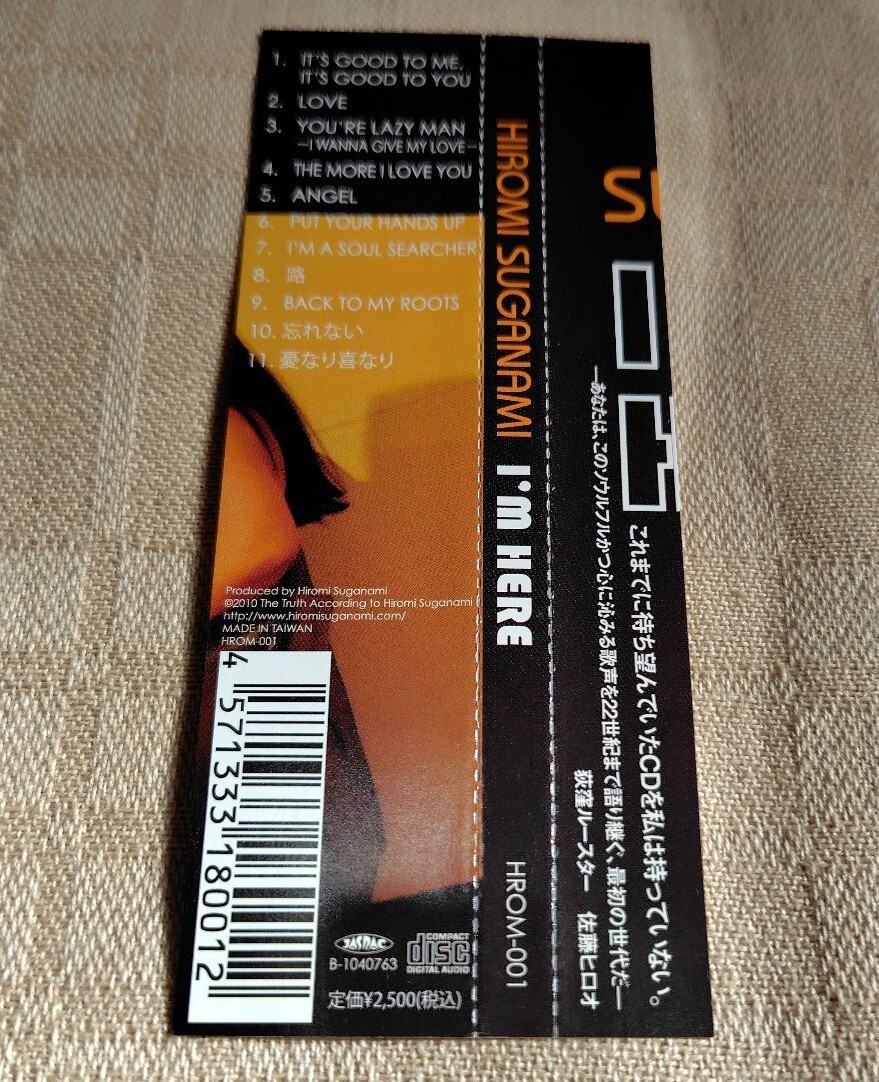 1. IT'S GOOD TO ME,
IT'S GOOD TO YOU
2. LOVE
3. YOU'RE LAZY MAN
—I WANNA GIVE MY LOVE—
4. THE MORE I LOVE YOU
5. ANGEL
6. PUT YOUR HANDS UP
7. I'M A SOUL SEARCHER
8. 路
9. BACK TO MY ROOTS
10. 忘れない
11. 憂なり喜なり
Produced by Hiromi Suganami
©2010 The Truth According to Hiromi Suganami
http://www.hiromisuganami.com/
MADE IN TAIWAN
HROM-001
4 571333 180012
JASRAC
B-1040763
COMPACT
disc
DIGITAL AUDIO
定価¥2,500(税込)
HIROMI SUGANAMI I'M HERE
HROM-001
SU
これまでに待ち望んでいたCDを私は持っていない。
—あなたは、このソウルフルかつ心に沁みる歌声を22世紀まで語り継ぐ、最初の世代だ—
荻窪ルースター 佐藤ヒロオ